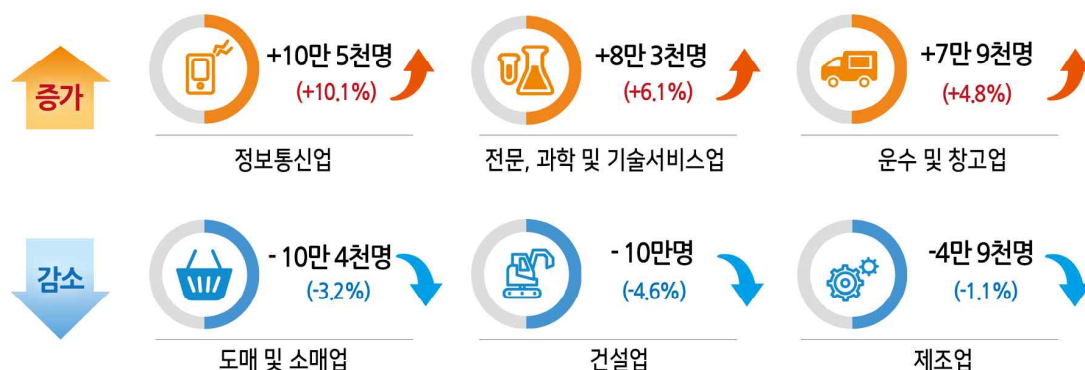 증가
+10만 5천명
(+10.1%)
정보통신업
+8만 3천명
(+6.1%)
전문, 과학 및 기술서비스업
+7만 9천명
(+4.8%)
운수 및 창고업
감소
- 10만 4천명
(-3.2%)
도매 및 소매업
- 10만명
(-4.6%)
건설업
-4만 9천명
(-1.1%)
제조업